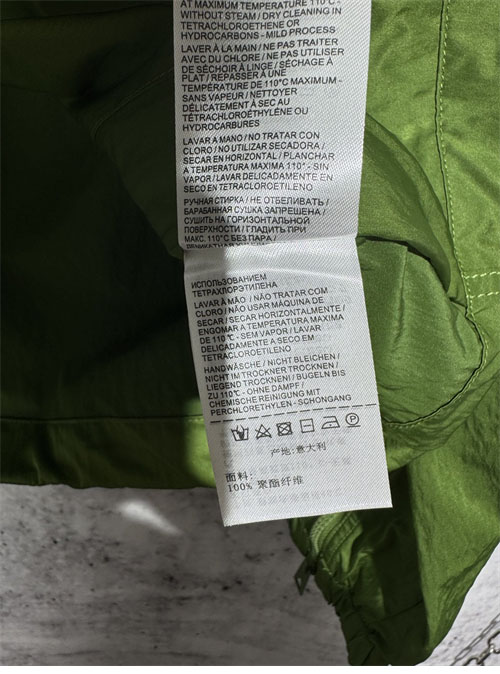 AT MAXIMUM TEMPERATURE 110°C -
WITHOUT STEAM / DRY CLEANING IN
TETRACHLOROETHENE OR
HYDROCARBONS - MILD PROCESS
LAVER À LA MAIN / NE PAS TRAITER
AVEC DU CHLORE / NE PAS UTILISER
DE SÉCHOIR À LINGE / SÉCHAGE À
PLAT / REPASSER À UNE
TEMPÉRATURE DE 110°C MAXIMUM -
SANS VAPEUR / NETTOYER
DÉLICATEMENT À SEC AU
TÉTRACHLOROÉTHYLÈNE OU
HYDROCARBURES
LAVAR A MANO / NO TRATAR CON
CLORO / NO UTILIZAR SECADORA /
SECAR EN HORIZONTAL / PLANCHAR
A TEMPERATURA MAXIMA 110° - SIN
VAPOR / LAVAR DELICADAMENTE EN
SECO EN TETRACLOROETILENO
РУЧНАЯ СТИРКА / НЕ ОТБЕЛИВАТЬ /
БАРАБАННАЯ СУШКА ЗАПРЕЩЕНА /
СУШИТЬ НА ГОРИЗОНТАЛЬНОЙ
ПОВЕРХНОСТИ / ГЛАДИТЬ ПРИ
МАКС. 110°C БЕЗ ПАРА /
ИСПОЛЬЗОВАНИЕМ
ТЕТРАХЛОРЭТИЛЕНА
LAVAR À MÃO / NÃO TRATAR COM
CLORO / NÃO USAR MÁQUINA DE
SECAR / SECAR HORIZONTALMENTE /
ENGOMAR A TEMPERATURA MAXIMA
DE 110℃ - SEM VAPOR / LAVAR
DELICADAMENTE A SECO EM
TETRACLOROETILENO
HANDWÄSCHE / NICHT BLEICHEN /
NICHT IM TROCKNER TROCKNEN /
LIEGEND TROCKNEN / BUGELN BIS
ZU 110℃ - OHNE DAMPF /
CHEMISCHE REINIGUNG MIT
PERCHLORETHYLEN - SCHONGANG
产地:意大利
面料:
100% 聚酯纤维